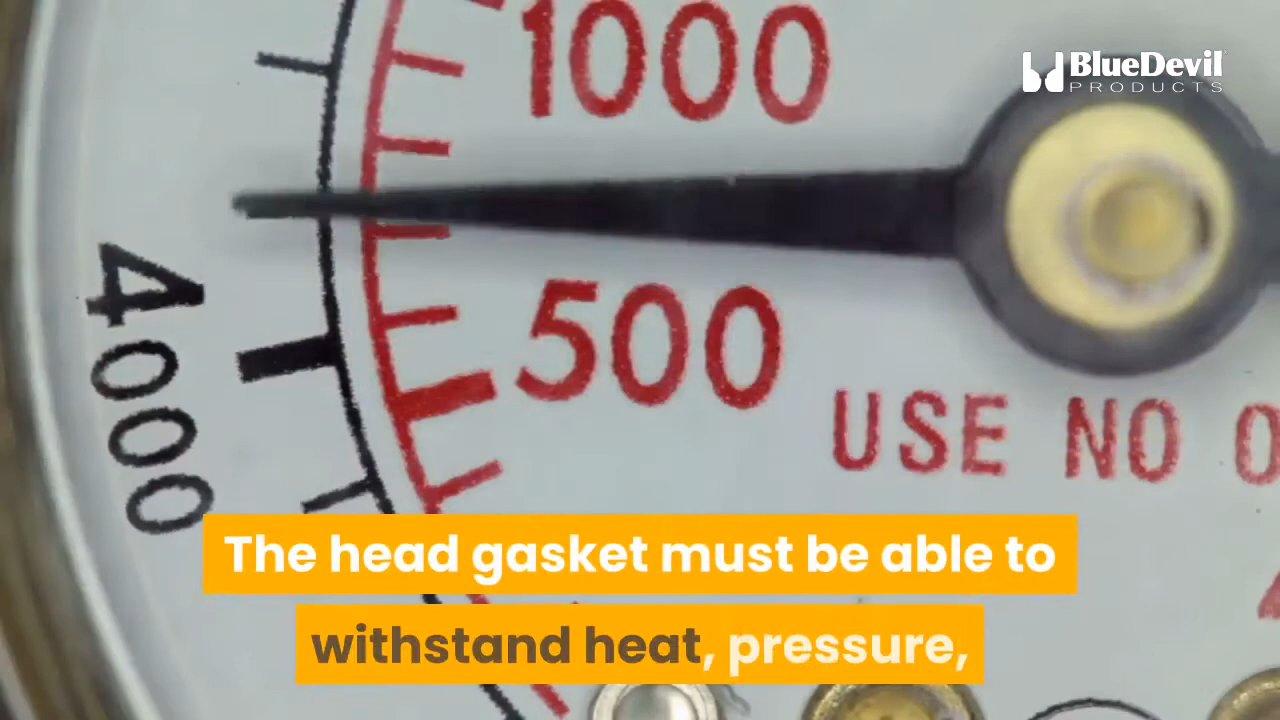 1000
BlueDevil
PRODUCTS
4000
500
USE NO
The head gasket must be able to
withstand heat, pressure,